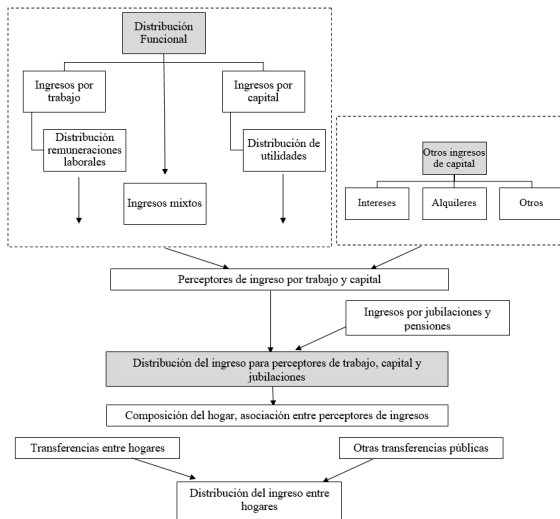 Distribución
Funcional
Ingresos por
trabajo
Ingresos por
capital
Distribución
remuneraciones
laborales
Distribución de
utilidades
Ingresos mixtos
Otros ingresos
de capital
Intereses
Alquileres
Otros
Perceptores de ingreso por trabajo y capital
Ingresos por jubilaciones y
pensiones
Distribución del ingreso para perceptores de trabajo, capital y
jubilaciones
Composición del hogar, asociación entre perceptores de ingresos
Transferencias entre hogares
Otras transferencias públicas
Distribución del ingreso entre
hogares